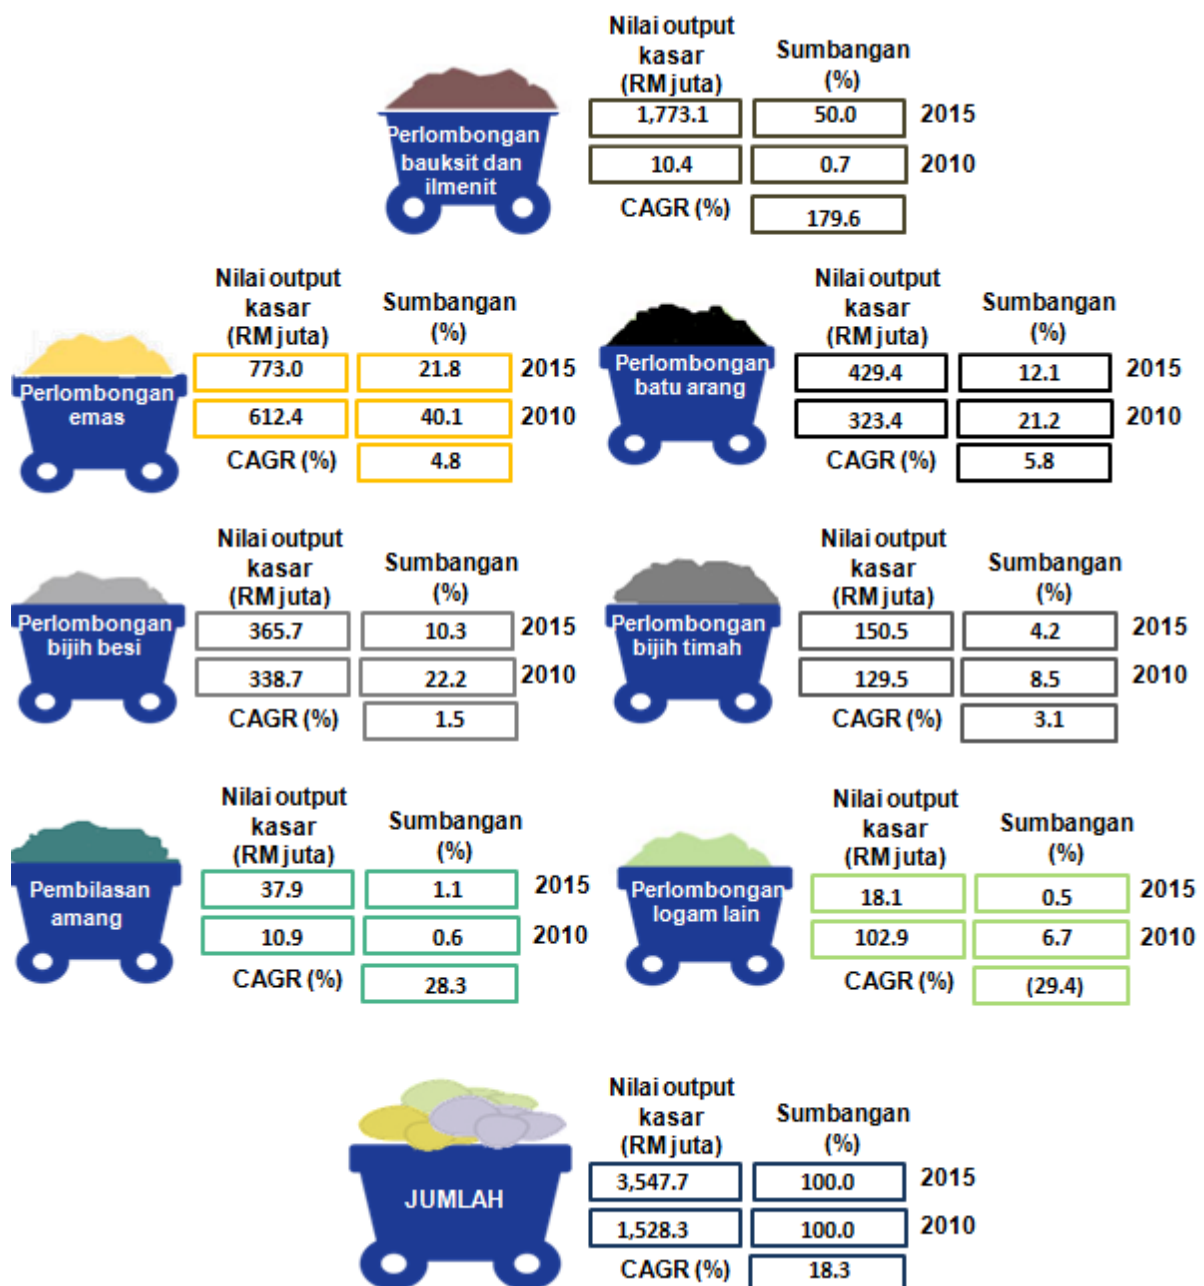 Nilai output
kasar
(RM juta)
Sumbangan
(%)
Perlombongan
bauksit dan
ilmenit
1,773.1 50.0 2015
10.4 0.7 2010
CAGR (%) 179.6
Nilai output
kasar
(RM juta)
Sumbangan
(%)
Perlombongan
emas
773.0 21.8 2015
612.4 40.1 2010
CAGR (%) 4.8
Nilai output
kasar
(RM juta)
Sumbangan
(%)
Perlombongan
batu arang
429.4 12.1 2015
323.4 21.2 2010
CAGR (%) 5.8
Nilai output
kasar
(RM juta)
Sumbangan
(%)
Perlombongan
bijih besi
365.7 10.3 2015
338.7 22.2 2010
CAGR (%) 1.5
Nilai output
kasar
(RM juta)
Sumbangan
(%)
Perlombongan
bijih timah
150.5 4.2 2015
129.5 8.5 2010
CAGR (%) 3.1
Nilai output
kasar
(RM juta)
Sumbangan
(%)
Pembilasan
amang
37.9 1.1 2015
10.9 0.6 2010
CAGR (%) 28.3
Nilai output
kasar
(RM juta)
Sumbangan
(%)
Perlombongan
logam lain
18.1 0.5 2015
102.9 6.7 2010
CAGR (%) (29.4)
Nilai output
kasar
(RM juta)
Sumbangan
(%)
JUMLAH
3,547.7 100.0 2015
1,528.3 100.0 2010
CAGR (%) 18.3